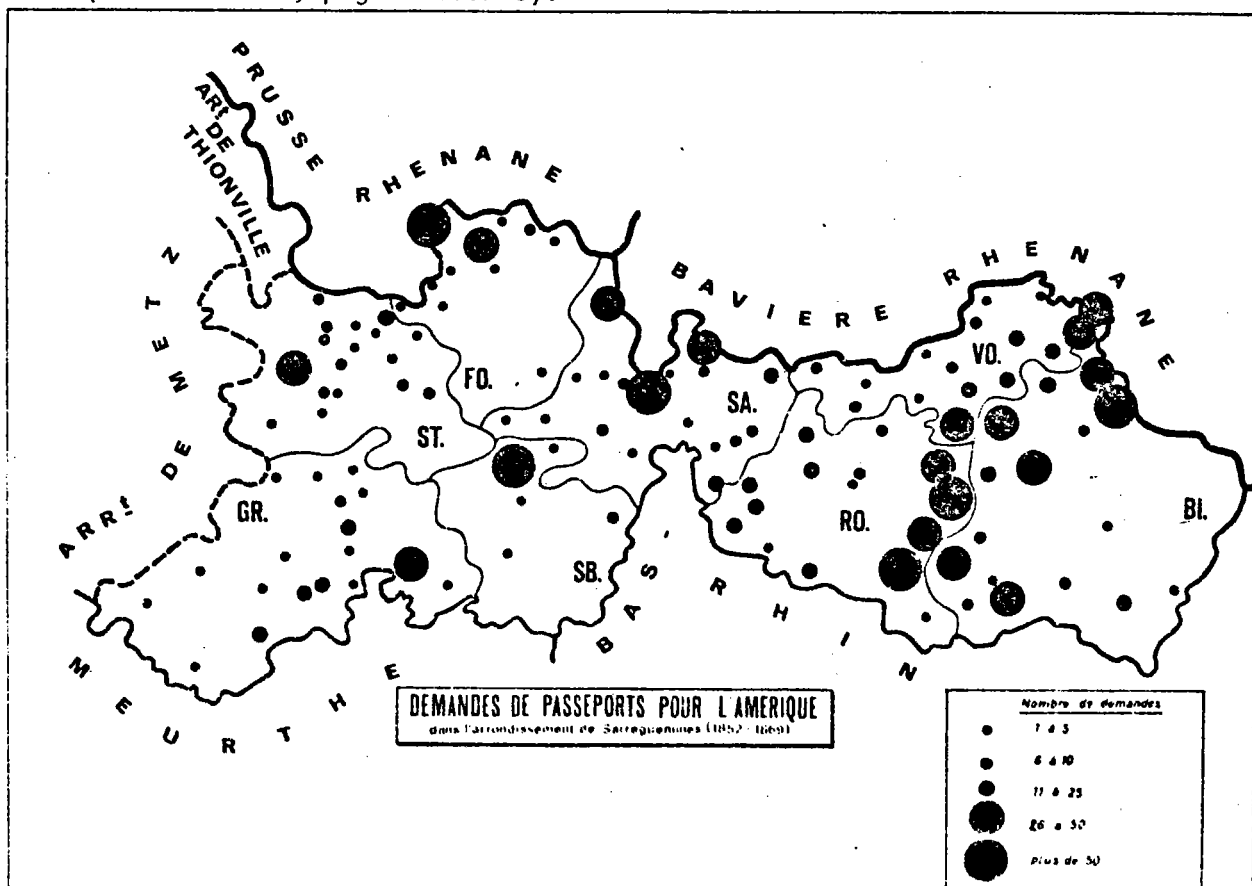 PRUSSE RHENANE
ARt
DE
THIONVILLE
BAVIERE RHENANE
ARRt DE METZ
FO.
VO.
SA.
ST.
GR.
RO.
BI.
SB.
BAS-RHIN
MEURTHE
DEMANDES DE PASSEPORTS POUR L'AMERIQUE
dans l'arrondissement de Sarreguemines (1852-1869)
Nombre de demandes
1 à 5
6 à 10
11 à 25
26 à 50
plus de 50